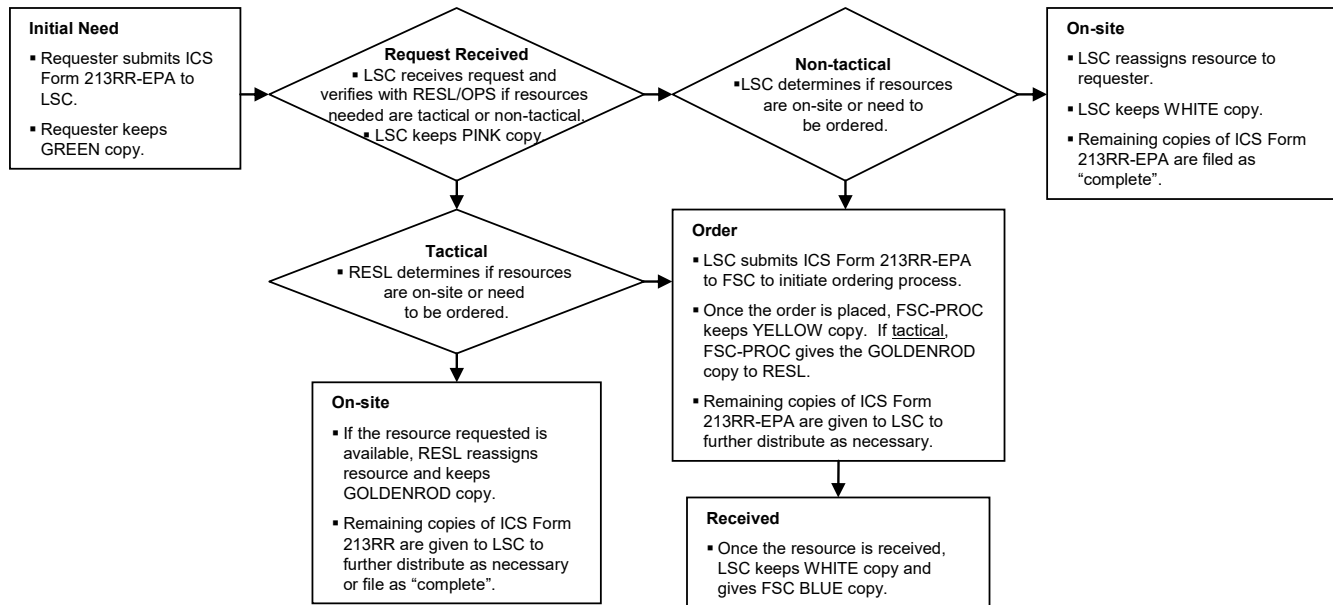 Initial Need
▪ Requester submits ICS
Form 213RR-EPA to
LSC.
▪ Requester keeps
GREEN copy.
Request Received
▪ LSC receives request and
verifies with RESL/OPS if resources
needed are tactical or non-tactical.
▪ LSC keeps PINK copy.
Non-tactical
▪ LSC determines if resources
are on-site or need to
be ordered.
On-site
▪ LSC reassigns resource to
requester.
▪ LSC keeps WHITE copy.
▪ Remaining copies of ICS Form
213RR-EPA are filed as
“complete”.
Tactical
▪ RESL determines if resources
are on-site or need
to be ordered.
Order
▪ LSC submits ICS Form 213RR-EPA
to FSC to initiate ordering process.
▪ Once the order is placed, FSC-PROC
keeps YELLOW copy. If tactical,
FSC-PROC gives the GOLDENROD
copy to RESL.
▪ Remaining copies of ICS Form
213RR-EPA are given to LSC to
further distribute as necessary.
On-site
▪ If the resource requested is
available, RESL reassigns
resource and keeps
GOLDENROD copy.
▪ Remaining copies of ICS Form
213RR are given to LSC to
further distribute as necessary
or file as “complete”.
Received
▪ Once the resource is received,
LSC keeps WHITE copy and
gives FSC BLUE copy.